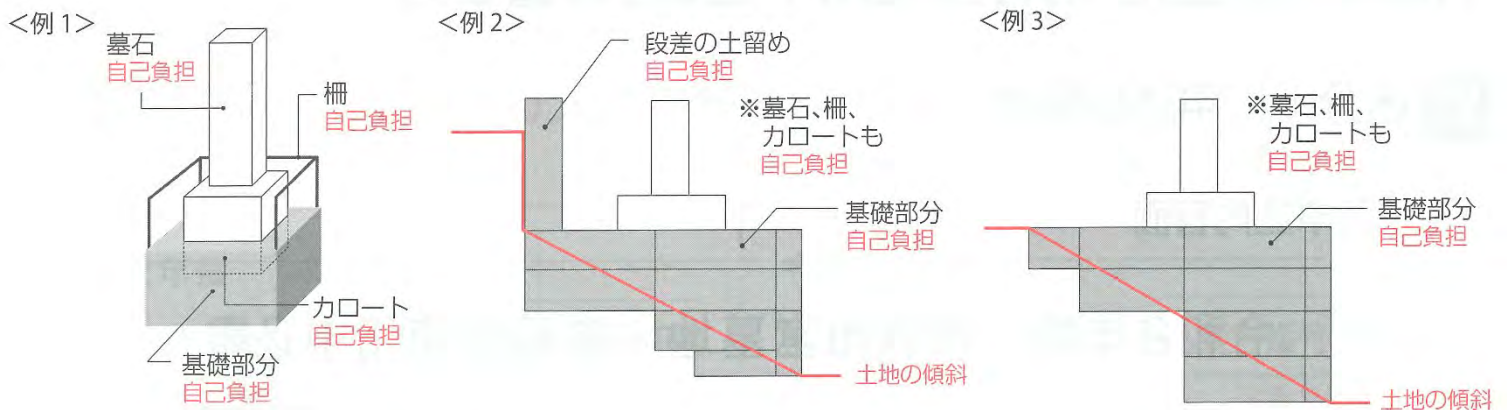 <例1>
墓石
自己負担
柵
自己負担
カロート
自己負担
基礎部分
自己負担
<例2>
段差の土留め
自己負担
※墓石、柵、
カロートも
自己負担
基礎部分
自己負担
土地の傾斜
<例3>
※墓石、柵、
カロートも
自己負担
基礎部分
自己負担
土地の傾斜